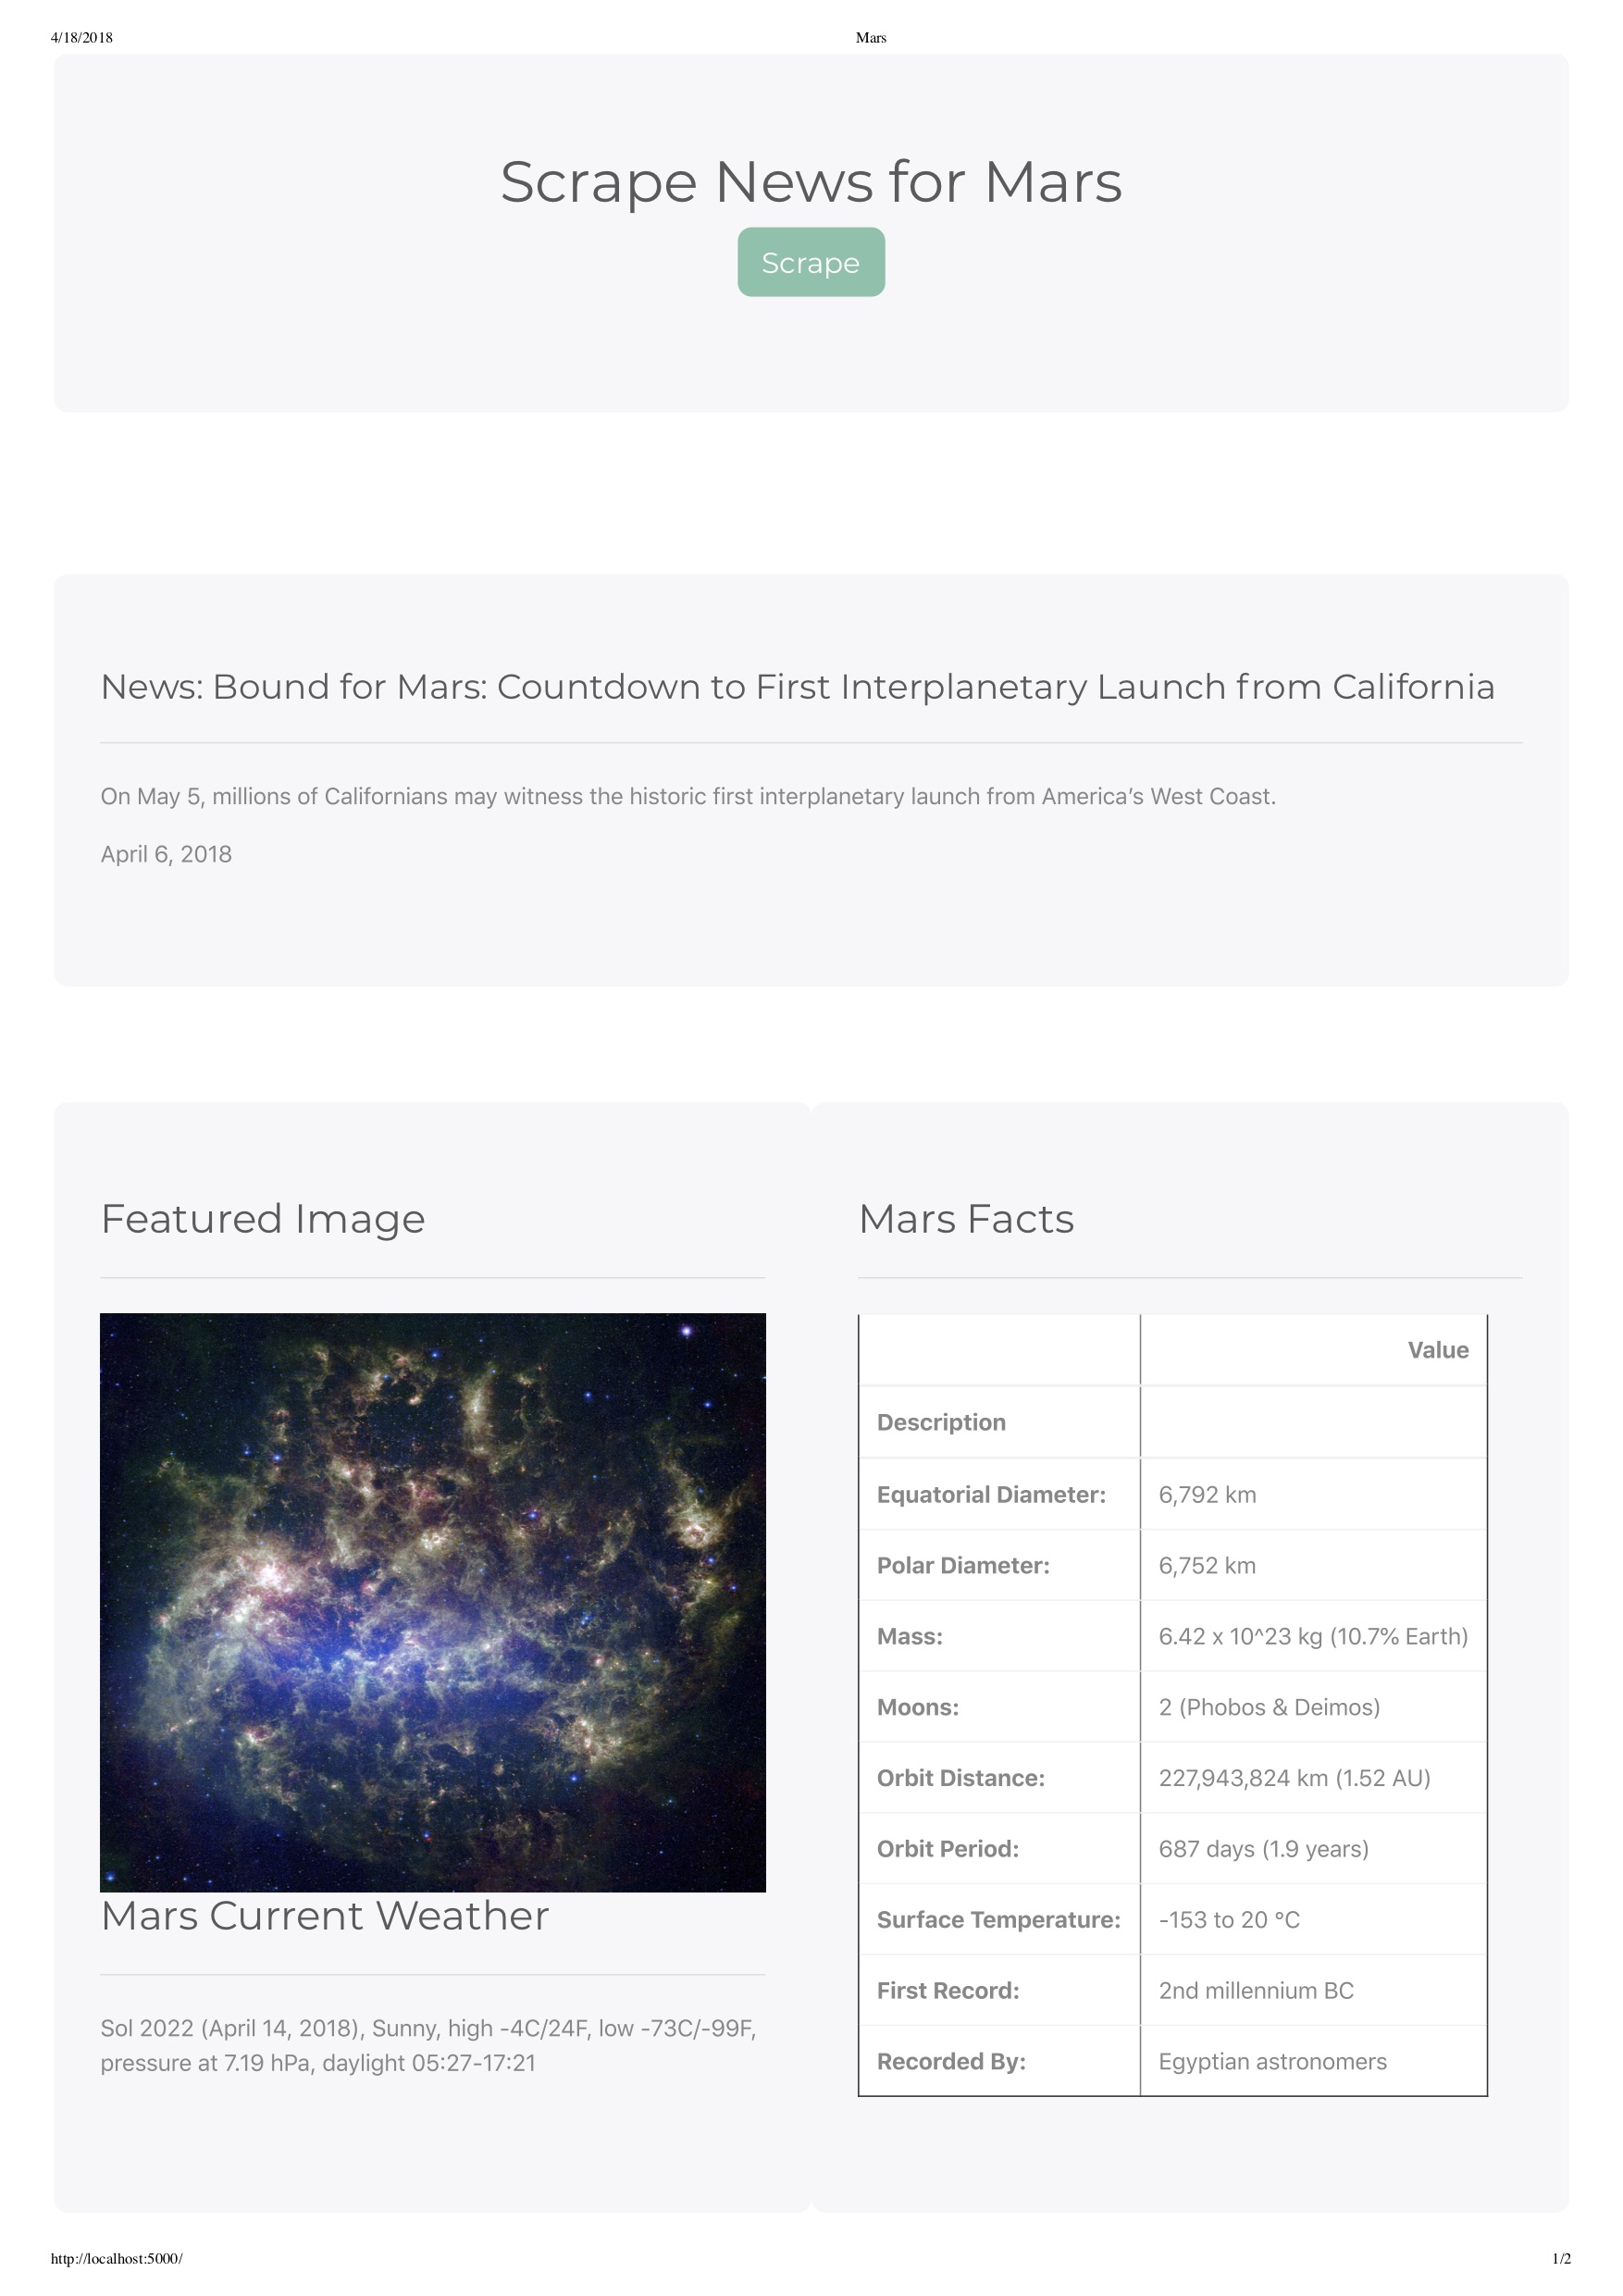 4/18/2018
Mars
Scrape News for Mars
Scrape
News: Bound for Mars: Countdown to First Interplanetary Launch from California
On May 5, millions of Californians may witness the historic first interplanetary launch from America’s West Coast.
April 6, 2018
Featured Image
Mars Current Weather
Sol 2022 (April 14, 2018), Sunny, high -4C/24F, low -73C/-99F,
pressure at 7.19 hPa, daylight 05:27-17:21
Mars Facts
Value
Description
Equatorial Diameter: 6,792 km
Polar Diameter: 6,752 km
Mass: 6.42 x 10^23 kg (10.7% Earth)
Moons: 2 (Phobos & Deimos)
Orbit Distance: 227,943,824 km (1.52 AU)
Orbit Period: 687 days (1.9 years)
Surface Temperature: -153 to 20 °C
First Record: 2nd millennium BC
Recorded By: Egyptian astronomers
http://localhost:5000/
1/2